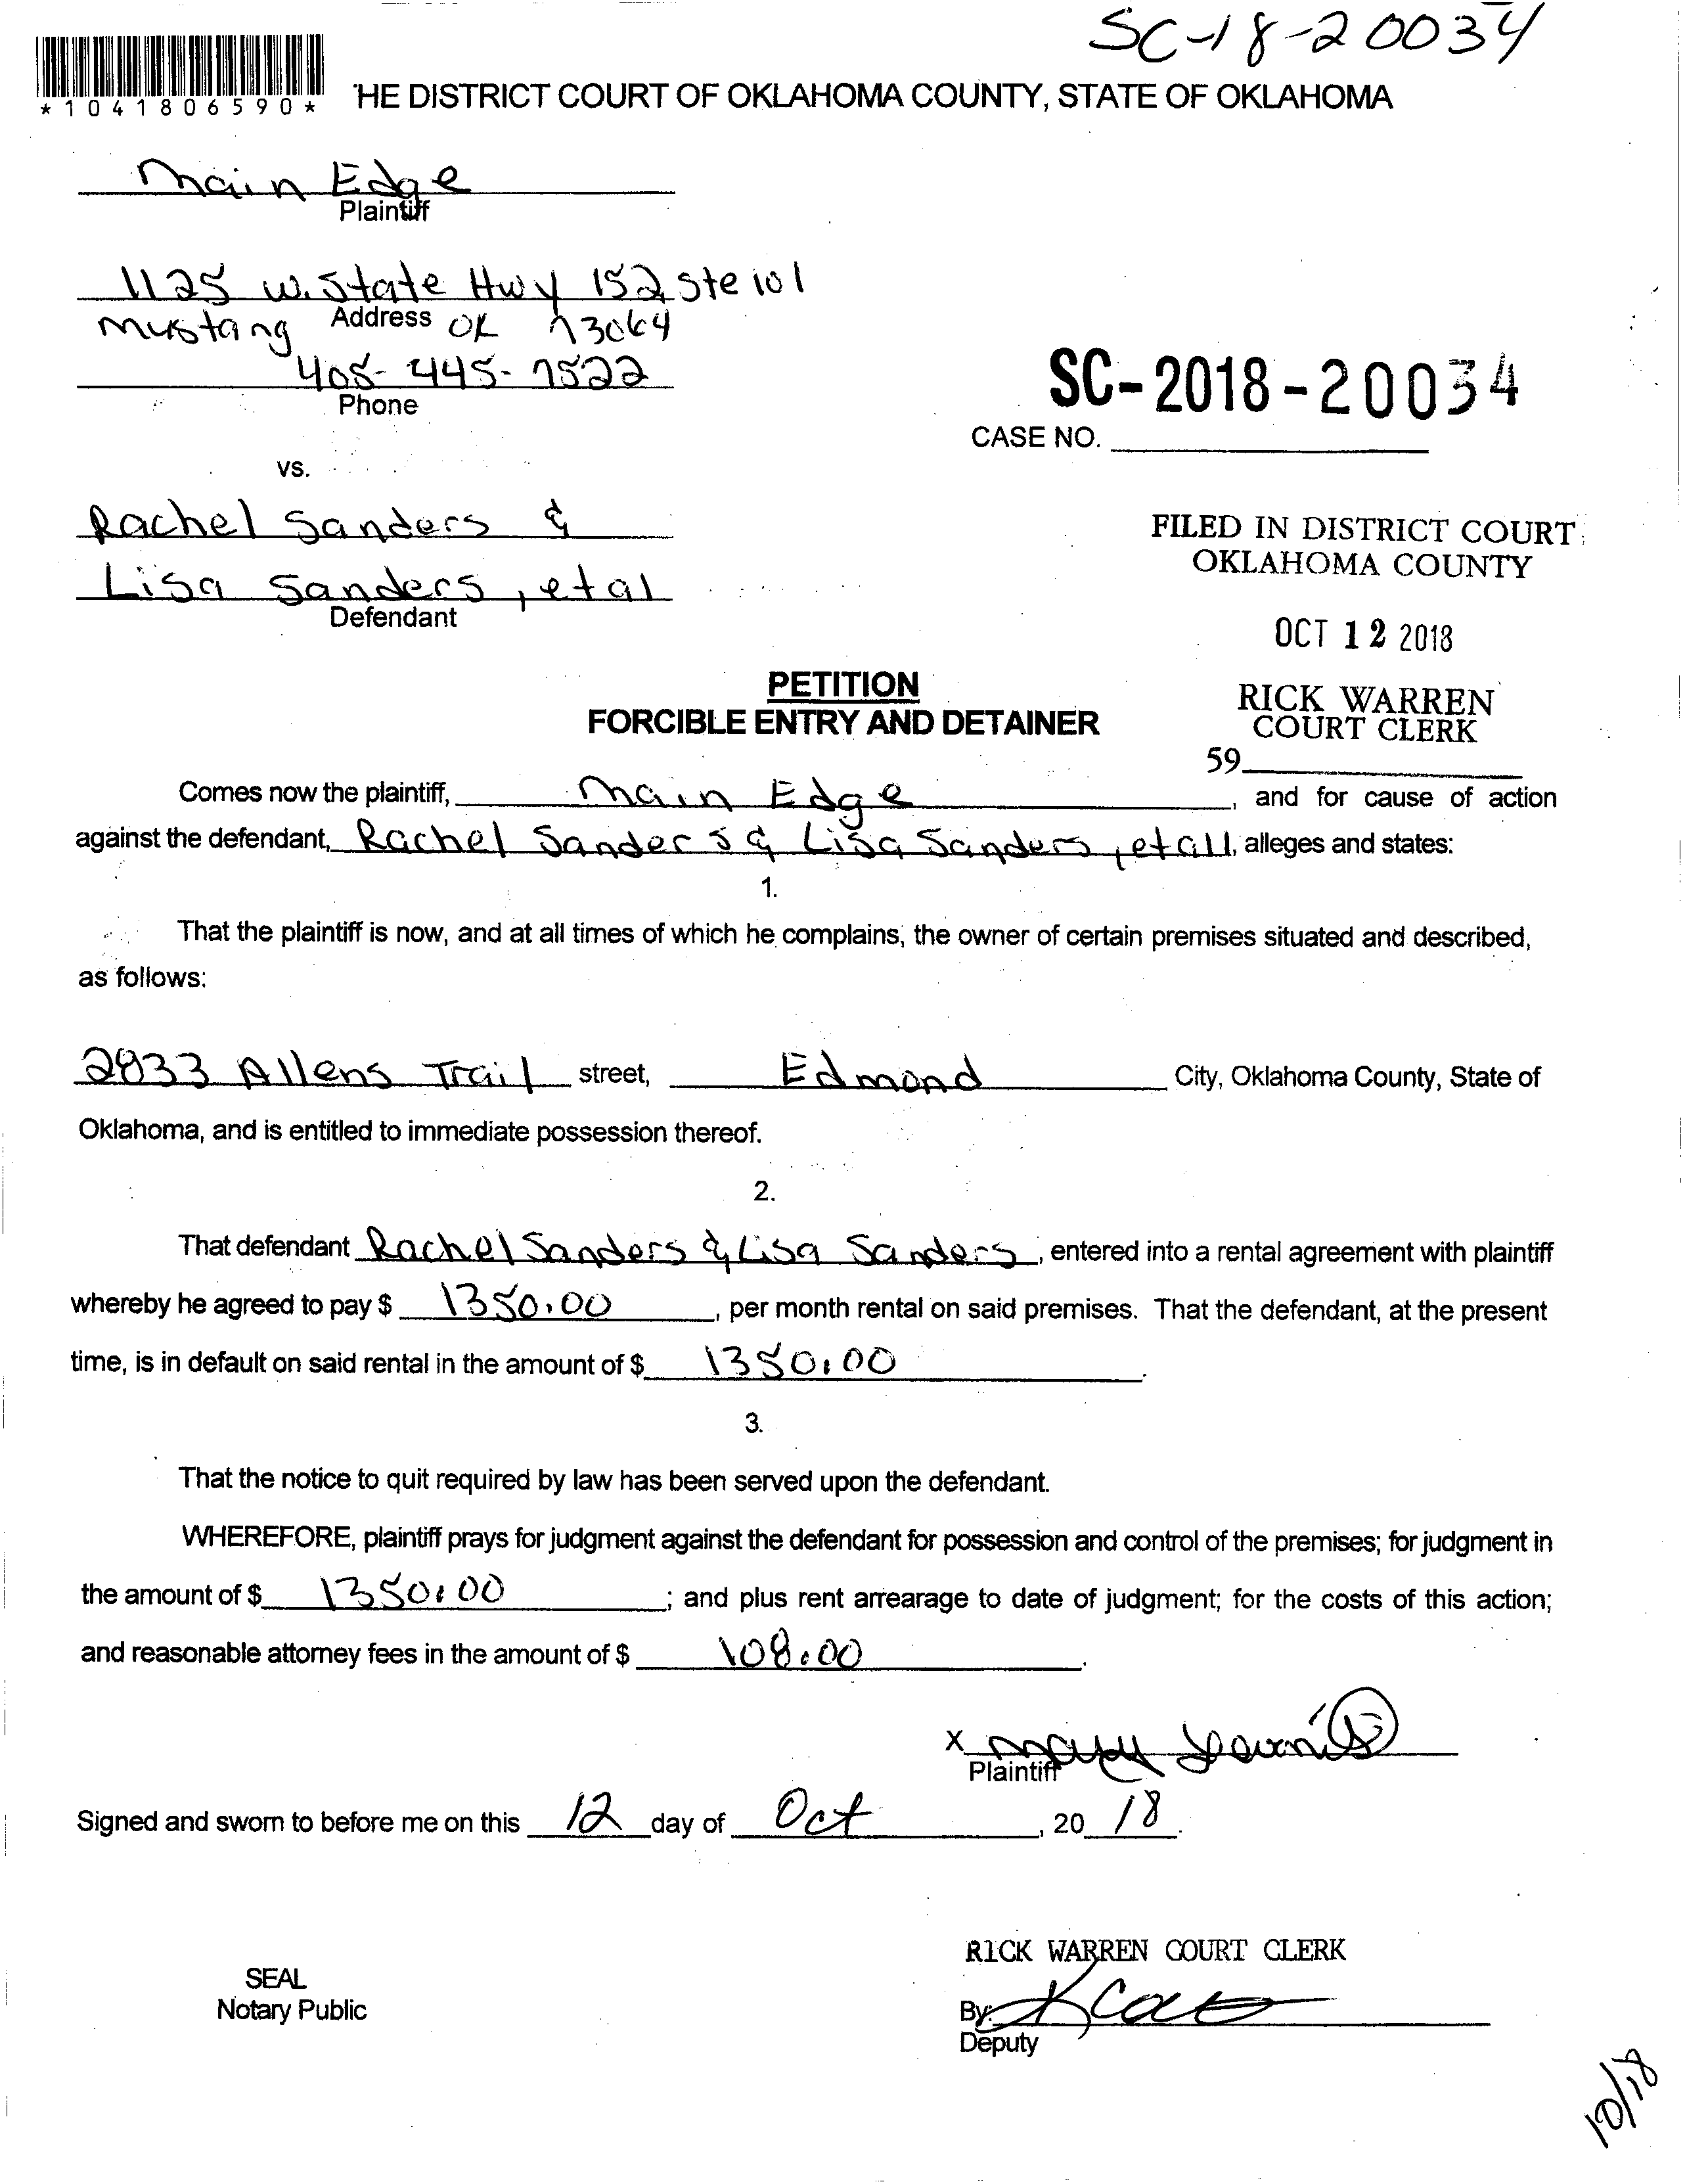 SC-18-20034
*1041806590*
'HE DISTRICT COURT OF OKLAHOMA COUNTY, STATE OF OKLAHOMA
Main Edge
Plaintiff
1125 W. State Hwy 152 Ste 101
Address
Mustang OK 73064
405-445-7522
Phone
SC-2018-20034
CASE NO.
vs.
Rachel Sanders &
Lisa Sanders, et al
Defendant
FILED IN DISTRICT COURT
OKLAHOMA COUNTY
OCT 12 2018
RICK WARREN
COURT CLERK
59
PETITION
FORCIBLE ENTRY AND DETAINER
Comes now the plaintiff, Main Edge, and for cause of action
against the defendant, Rachel Sanders & Lisa Sanders, et all, alleges and states:
1.
That the plaintiff is now, and at all times of which he complains, the owner of certain premises situated and described,
as follows:
2833 Allens Trail street, Edmond City, Oklahoma County, State of
Oklahoma, and is entitled to immediate possession thereof.
2.
That defendant Rachel Sanders & Lisa Sanders, entered into a rental agreement with plaintiff
whereby he agreed to pay $ 1350.00, per month rental on said premises. That the defendant, at the present
time, is in default on said rental in the amount of $ 1350.00.
3.
That the notice to quit required by law has been served upon the defendant.
WHEREFORE, plaintiff prays for judgment against the defendant for possession and control of the premises; for judgment in
the amount of $ 1350.00; and plus rent arrearage to date of judgment; for the costs of this action;
and reasonable attorney fees in the amount of $ 108.00.
X Mary
Plaintiff
Signed and sworn to before me on this 12 day of Oct, 20 18.
RICK WARREN COURT CLERK
SEAL
Notary Public
By:
Deputy
10/18